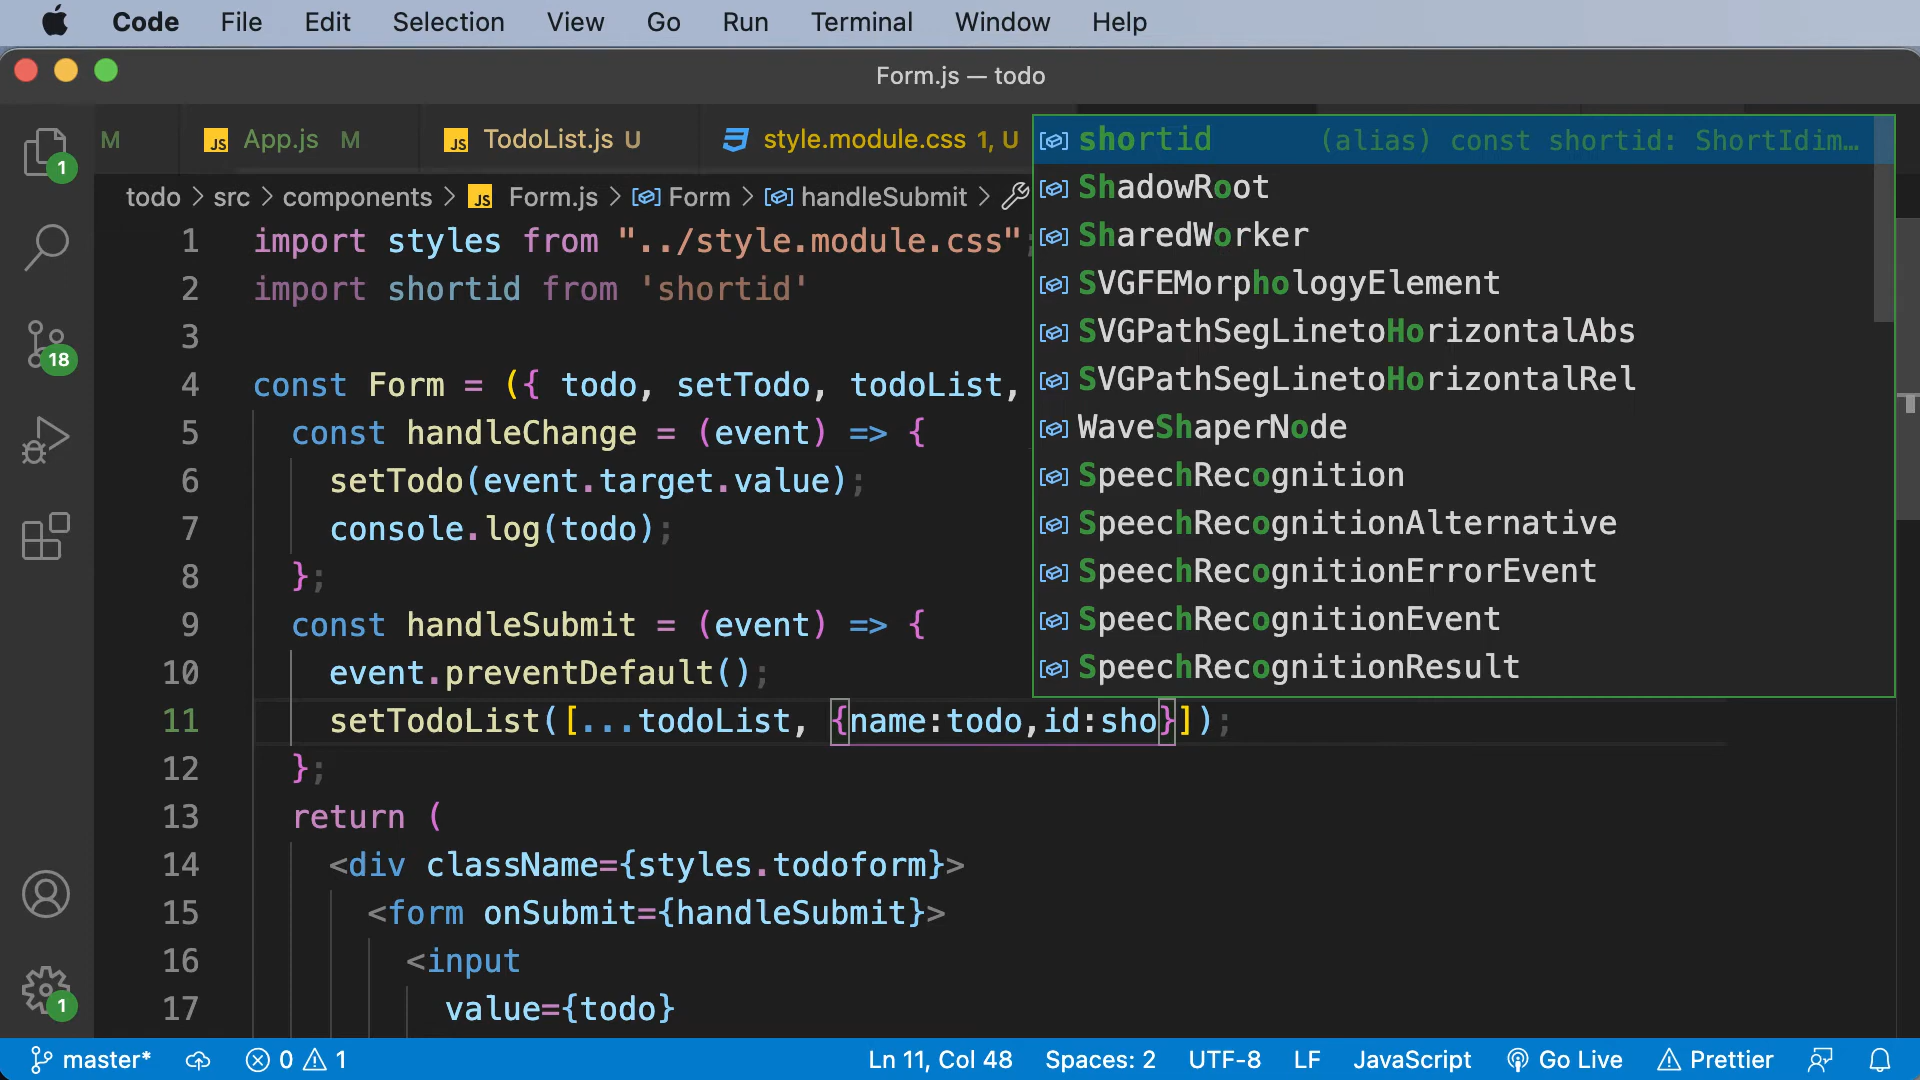 Code File Edit Selection View Go Run Terminal Window Help
Form.js — todo
M JS App.js M JS TodoList.js U style.module.css 1, U
todo > src > components > JS Form.js > Form > handleSubmit >
1 import styles from "../style.module.css";
2 import shortid from 'shortid'
3
4 const Form = ({ todo, setTodo, todoList,
5 const handleChange = (event) => {
6 setTodo(event.target.value);
7 console.log(todo);
8 };
9 const handleSubmit = (event) => {
10 event.preventDefault();
11 setTodoList([...todoList, {name:todo,id:sho}]);
12 };
13 return (
14 <div className={styles.todoform}>
15 <form onSubmit={handleSubmit}>
16 <input
17 value={todo}
shortid (alias) const shortid: ShortIdim…
ShadowRoot
SharedWorker
SVGFEMorphologyElement
SVGPathSegLinetoHorizontalAbs
SVGPathSegLinetoHorizontalRel
WaveShaperNode
SpeechRecognition
SpeechRecognitionAlternative
SpeechRecognitionErrorEvent
SpeechRecognitionEvent
SpeechRecognitionResult
1
18
1
master* 0 1 Ln 11, Col 48 Spaces: 2 UTF-8 LF JavaScript Go Live Prettier